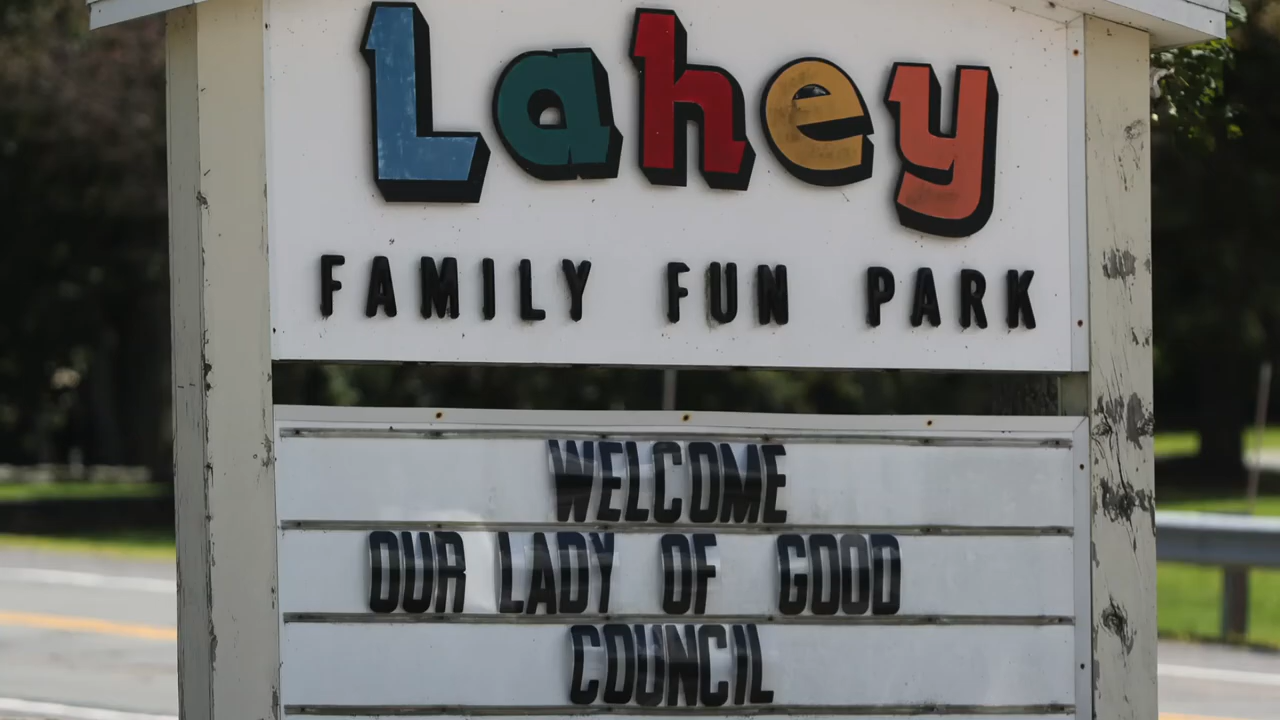 Lahey
FAMILY FUN PARK
WELCOME
OUR LADY OF GOOD
COUNCIL